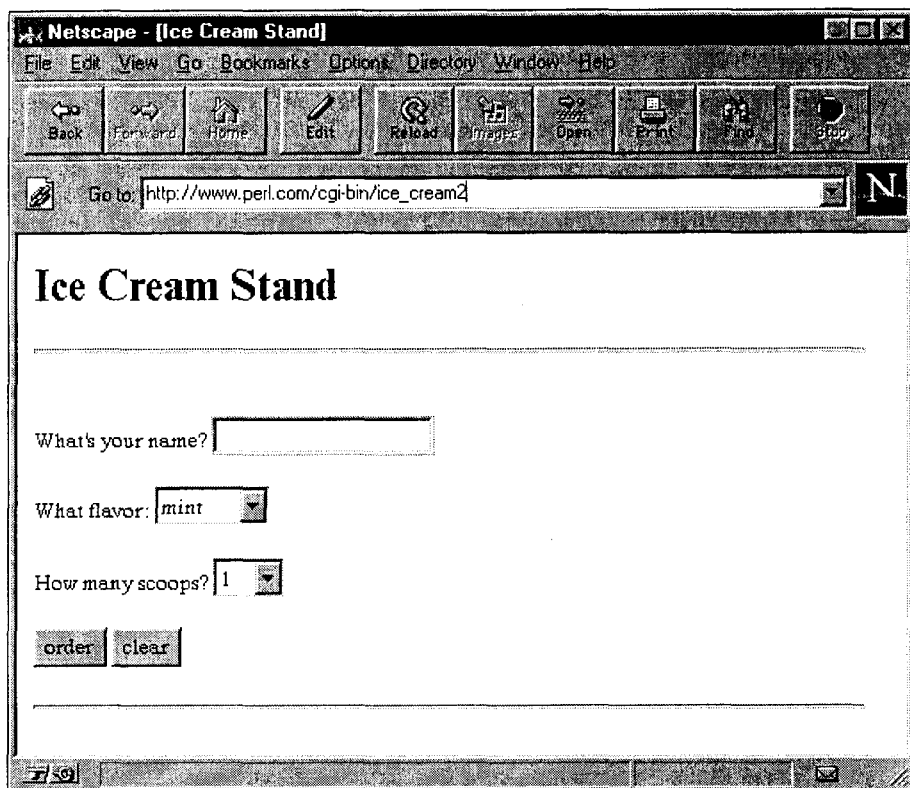 Netscape - [Ice Cream Stand]
File Edit View Go Bookmarks Options Directory Window Help
Back Forward Home Edit Reload Images Open Print Find Stop
Go to: http://www.perl.com/cgi-bin/ice_cream2
N
Ice Cream Stand
What's your name?
What flavor: mint
How many scoops? 1
order clear